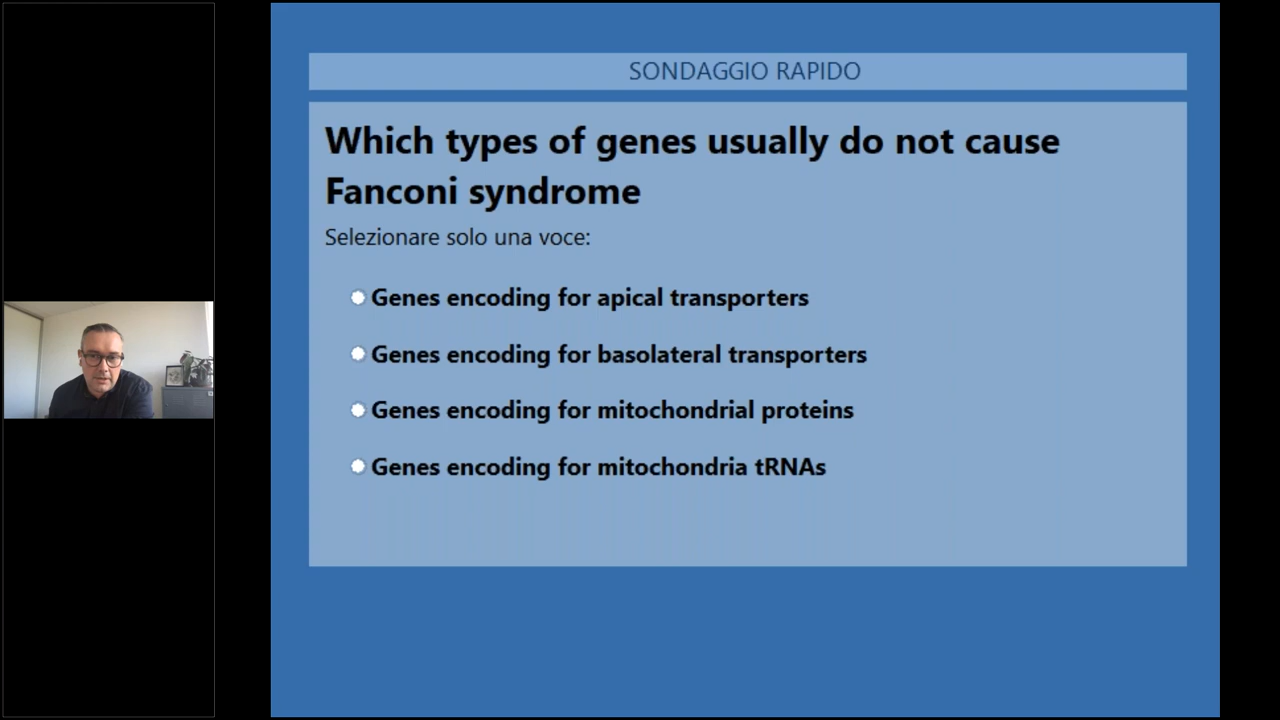 SONDAGGIO RAPIDO
Which types of genes usually do not cause
Fanconi syndrome
Selezionare solo una voce:
Genes encoding for apical transporters
Genes encoding for basolateral transporters
Genes encoding for mitochondrial proteins
Genes encoding for mitochondria tRNAs